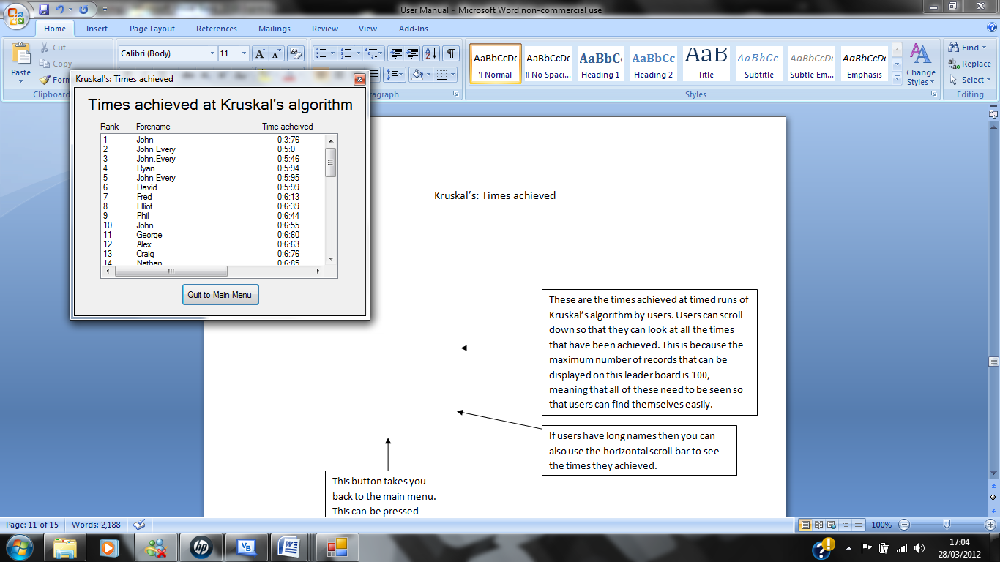 User Manual - Microsoft Word non-commercial use
Home Insert Page Layout References Mailings Review View Add-Ins
Cut
Copy
Paste
Clipboard
Calibri (Body) 11
AaBbCcDc AaBbCcDc AaBbC AaBbCc AaB AaBbCc. AaBbCcDc AaBbCcDc
¶ Normal ¶ No Spaci... Heading 1 Heading 2 Title Subtitle Subtle Em... Emphasis
Change
Styles
Styles
Find
Replace
Select
Editing
Kruskal's: Times achieved
Times achieved at Kruskal's algorithm
Rank Forename Time acheived
1 John 0:3:76
2 John Every 0:5:0
3 John.Every 0:5:46
4 Ryan 0:5:94
5 John Every 0:5:95
6 David 0:5:99
7 Fred 0:6:13
8 Elliot 0:6:39
9 Phil 0:6:44
10 John 0:6:55
11 George 0:6:60
12 Alex 0:6:63
13 Craig 0:6:76
14 Nathan 0:6:85
Quit to Main Menu
Kruskal's: Times achieved
These are the times achieved at timed runs of
Kruskal's algorithm by users. Users can scroll
down so that they can look at all the times
that have been achieved. This is because the
maximum number of records that can be
displayed on this leader board is 100,
meaning that all of these need to be seen so
that users can find themselves easily.
If users have long names then you can
also use the horizontal scroll bar to see
the times they achieved.
This button takes you
back to the main menu.
This can be pressed
Page: 11 of 15 Words: 2,188
100%
17:04
28/03/2012